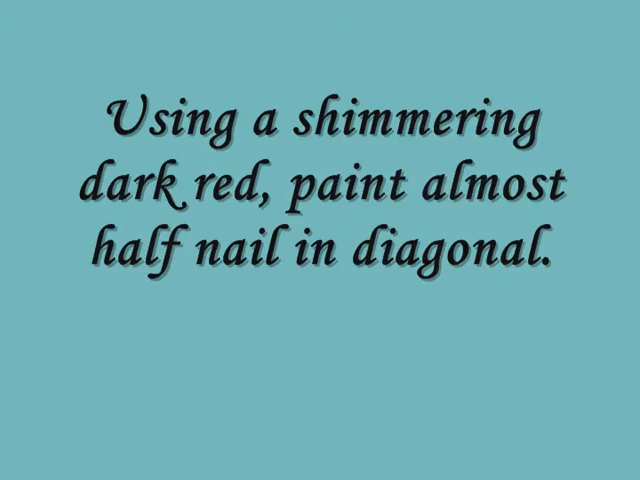 Using a shimmering
dark red, paint almost
half nail in diagonal.